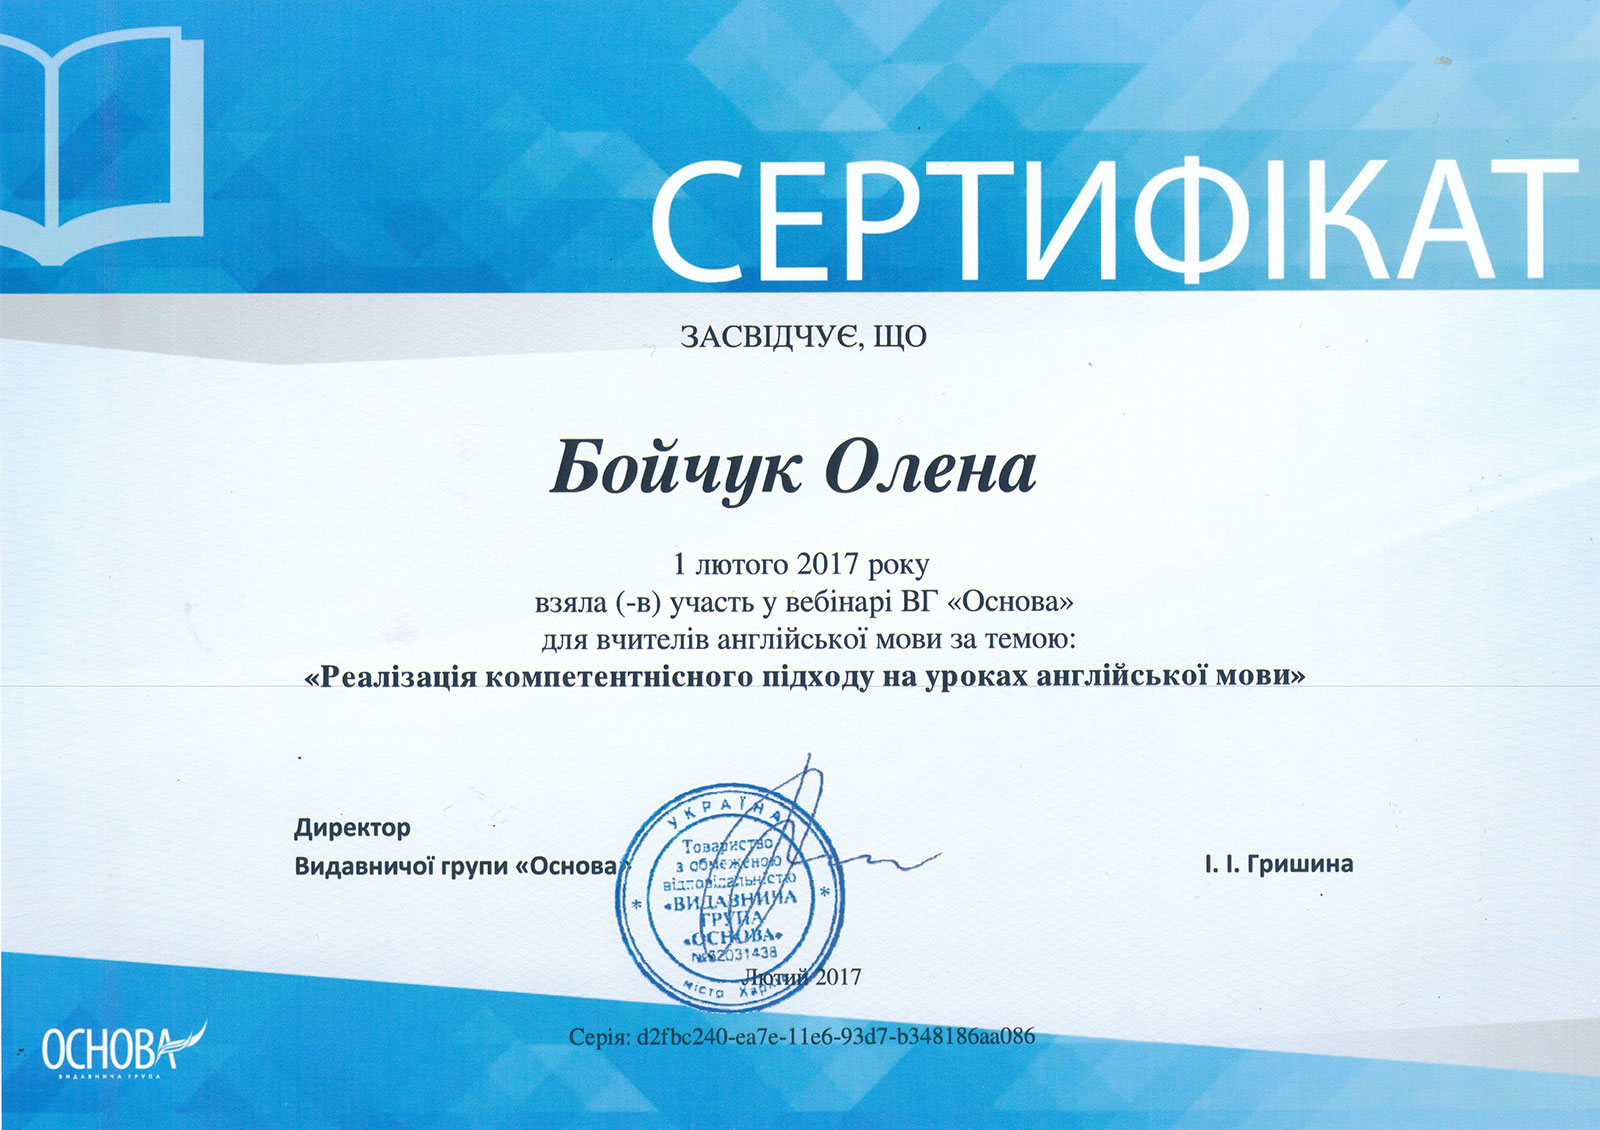 СЕРТИФІКАТ
ЗАСВІДЧУЄ, ЩО
Бойчук Олена
1 лютого 2017 року
взяла (-в) участь у вебінарі ВГ «Основа»
для вчителів англійської мови за темою:
«Реалізація компетентнісного підходу на уроках англійської мови»
Директор
Видавничої групи «Основа»
І. І. Гришина
УКРАЇНА
Товариство
з обмеженою
відповідальністю
«ВИДАВНИЧА
ГРУПА
«ОСНОВА»
№32031438
місто Харків
Лютий 2017
Серія: d2fbc240-ea7e-11e6-93d7-b348186aa086
ОСНОВА
ВИДАВНИЧА ГРУПА